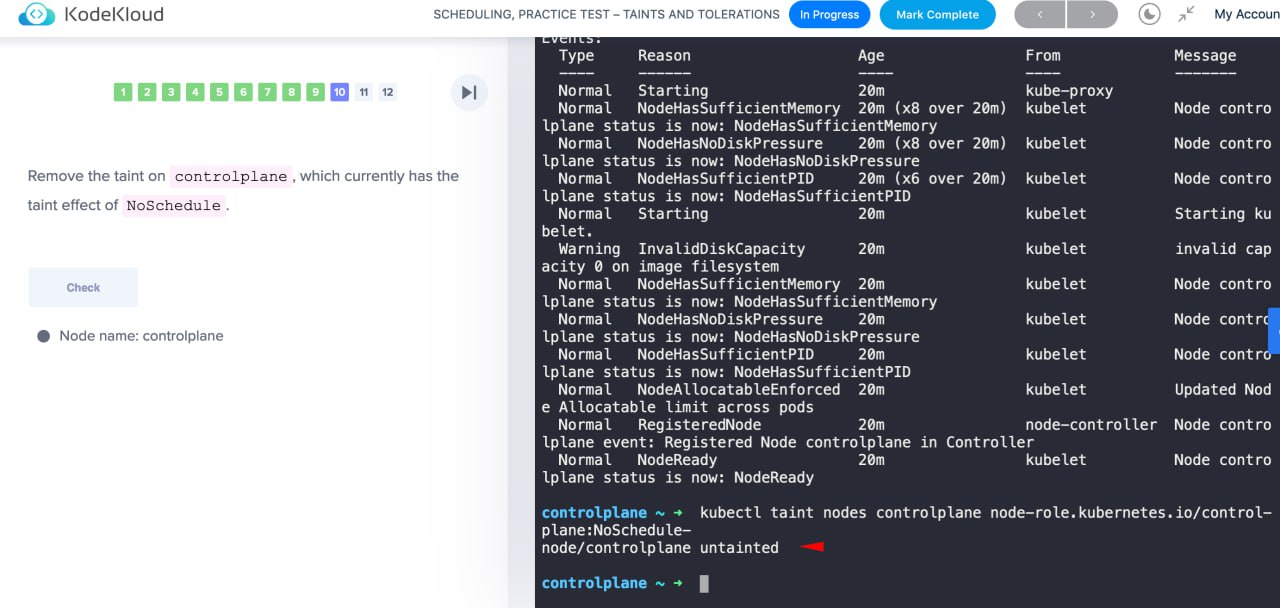 KodeKloud
SCHEDULING, PRACTICE TEST – TAINTS AND TOLERATIONS
In Progress
Mark Complete
My Accoun
1 2 3 4 5 6 7 8 9 10 11 12
Remove the taint on controlplane, which currently has the
taint effect of NoSchedule.
Check
Node name: controlplane
Events:
Type Reason Age From Message
---- ------ ---- ---- -------
Normal Starting 20m kube-proxy
Normal NodeHasSufficientMemory 20m (x8 over 20m) kubelet Node contro
lplane status is now: NodeHasSufficientMemory
Normal NodeHasNoDiskPressure 20m (x8 over 20m) kubelet Node contro
lplane status is now: NodeHasNoDiskPressure
Normal NodeHasSufficientPID 20m (x6 over 20m) kubelet Node contro
lplane status is now: NodeHasSufficientPID
Normal Starting 20m kubelet Starting ku
belet.
Warning InvalidDiskCapacity 20m kubelet invalid cap
acity 0 on image filesystem
Normal NodeHasSufficientMemory 20m kubelet Node contro
lplane status is now: NodeHasSufficientMemory
Normal NodeHasNoDiskPressure 20m kubelet Node contro
lplane status is now: NodeHasNoDiskPressure
Normal NodeHasSufficientPID 20m kubelet Node contro
lplane status is now: NodeHasSufficientPID
Normal NodeAllocatableEnforced 20m kubelet Updated Nod
e Allocatable limit across pods
Normal RegisteredNode 20m node-controller Node contro
lplane event: Registered Node controlplane in Controller
Normal NodeReady 20m kubelet Node contro
lplane status is now: NodeReady
controlplane ~ ➜ kubectl taint nodes controlplane node-role.kubernetes.io/control-
plane:NoSchedule-
node/controlplane untainted
controlplane ~ ➜